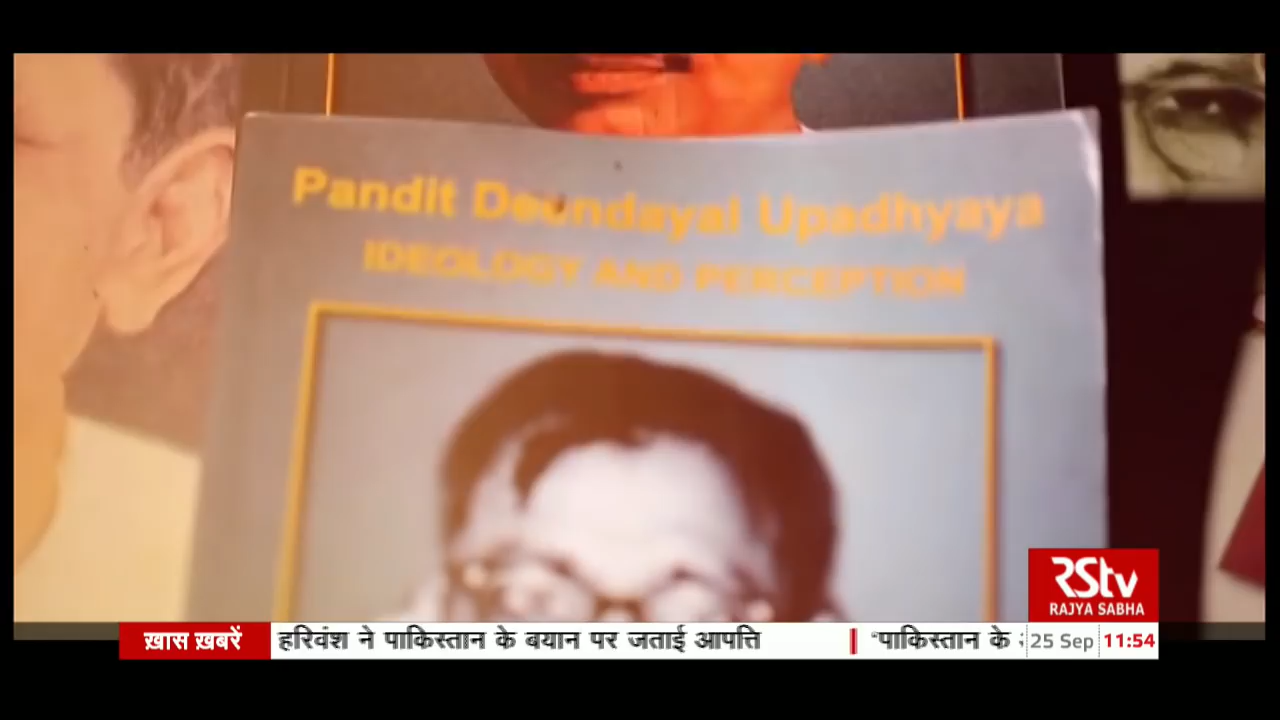 Pandit Deendayal Upadhyaya
IDEOLOGY AND PERCEPTION
RStv
RAJYA SABHA
ख़ास ख़बरें
हरिवंश ने पाकिस्तान के बयान पर जताई आपत्ति
"पाकिस्तान के
25 Sep
11:54